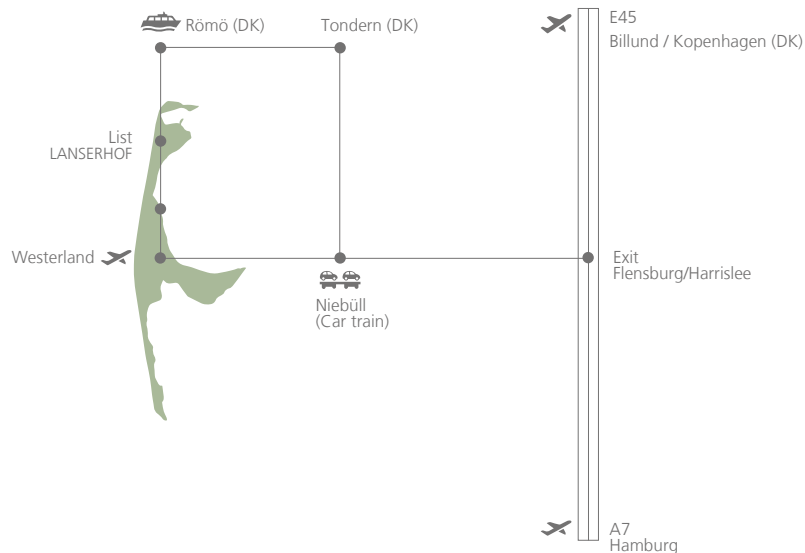 E45
Römö (DK)
Tondern (DK)
Billund / Kopenhagen (DK)
List
LANSERHOF
Westerland
Exit
Flensburg/Harrislee
Niebüll
(Car train)
A7
Hamburg